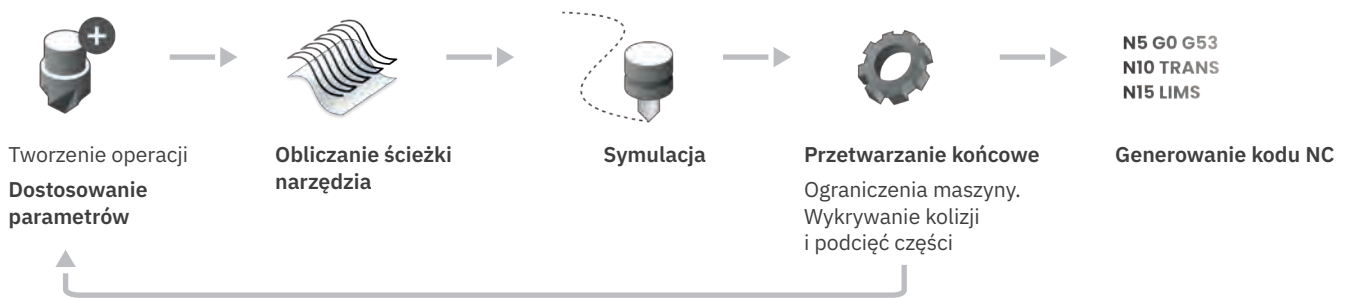 N5 G0 G53
N10 TRANS
N15 LIMS
Tworzenie operacji
Dostosowanie
parametrów
Obliczanie ścieżki
narzędzia
Symulacja
Przetwarzanie końcowe
Ograniczenia maszyny.
Wykrywanie kolizji
i podcięć części
Generowanie kodu NC